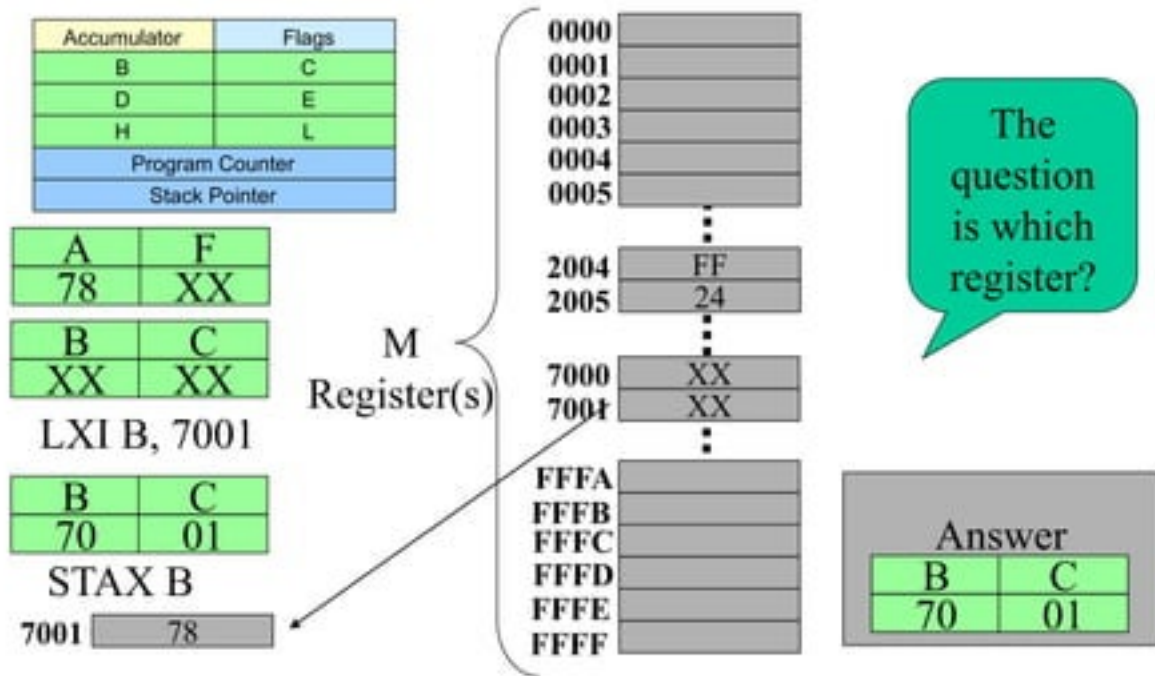 Accumulator Flags
B C
D E
H L
Program Counter
Stack Pointer
A F
78 XX
B C
XX XX
LXI B, 7001
B C
70 01
STAX B
7001 78
M
Register(s)
0000
0001
0002
0003
0004
0005
2004 FF
2005 24
7000 XX
7001 XX
FFFA
FFFB
FFFC
FFFD
FFFE
FFFF
The
question
is which
register?
Answer
B C
70 01